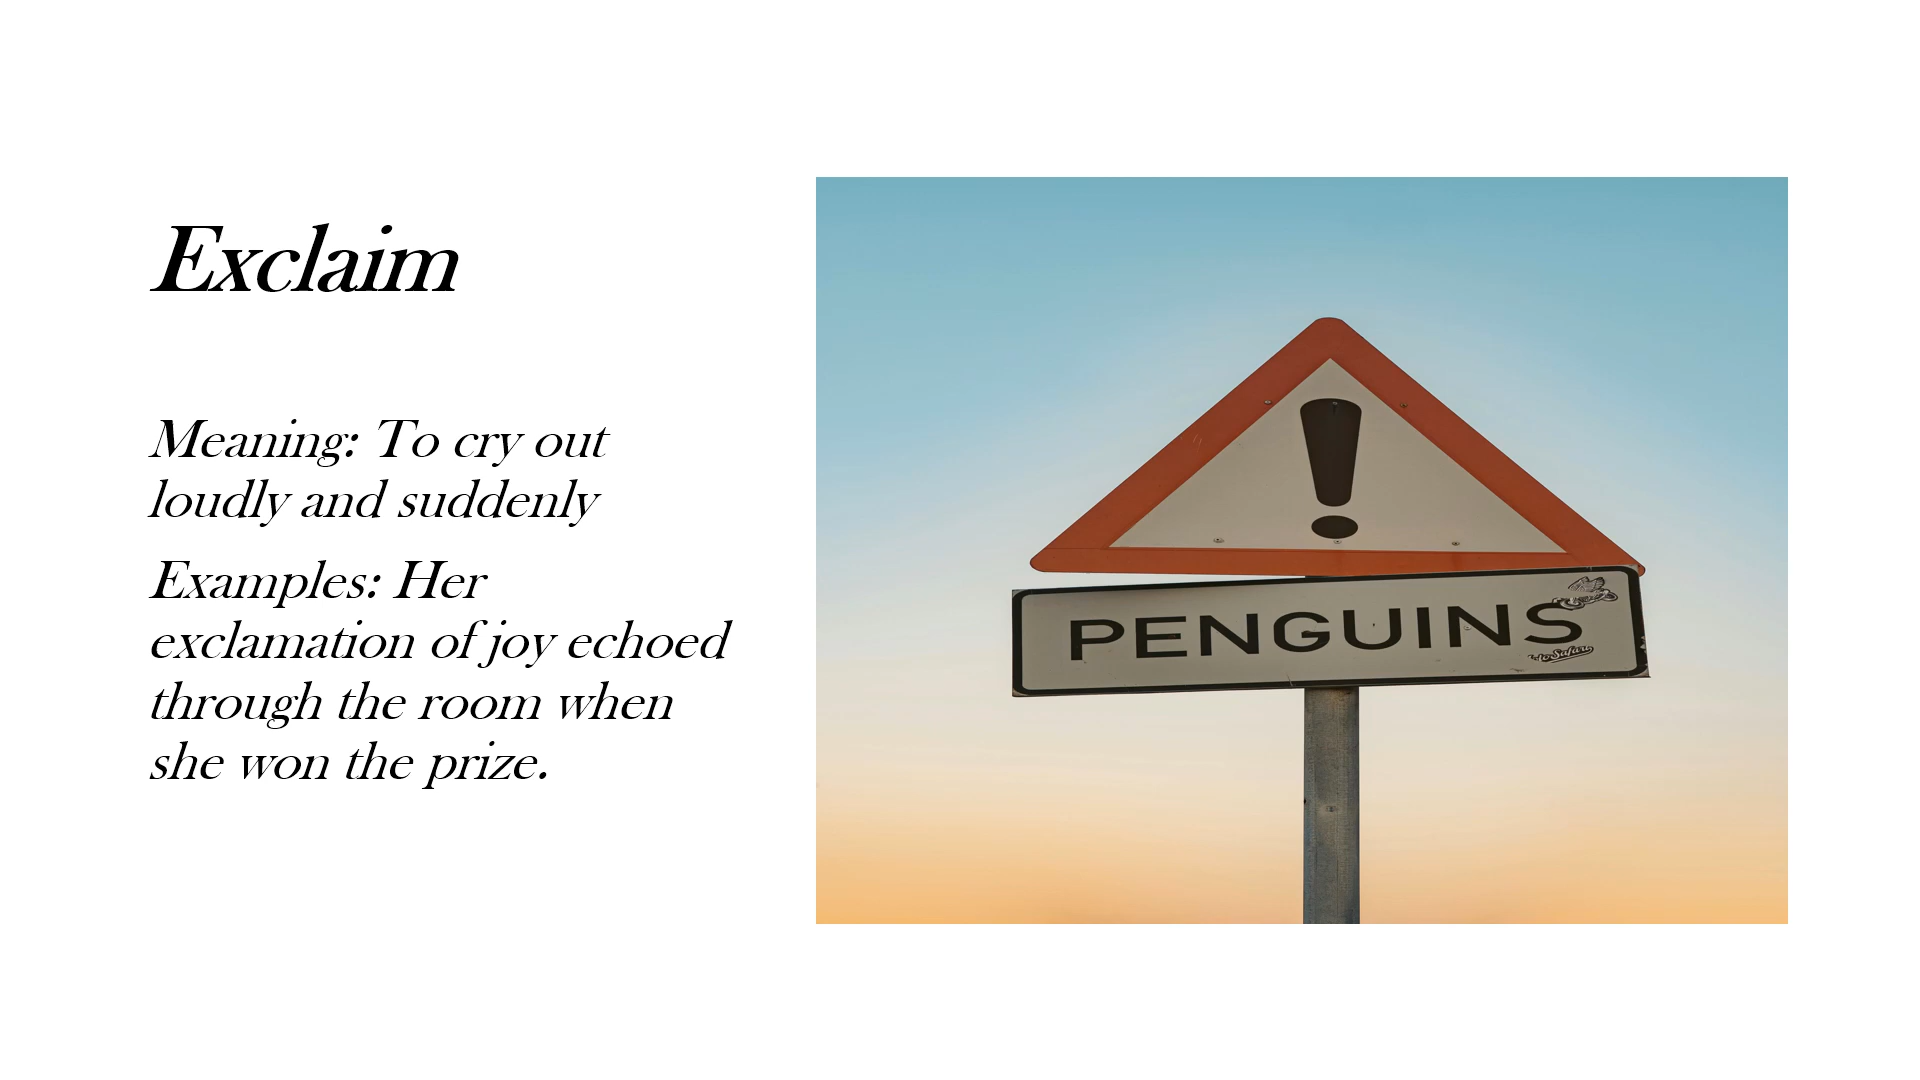 Exclaim
Meaning: To cry out
loudly and suddenly
Examples: Her
exclamation of joy echoed
through the room when
she won the prize.
!
PENGUINS